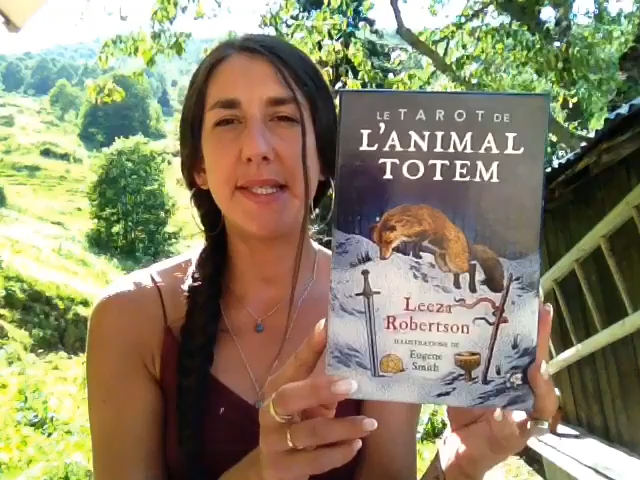 LE TAROT DE
L'ANIMAL
TOTEM
Leeza
Robertson
ILLUSTRATIONS DE
Eugene
Smith